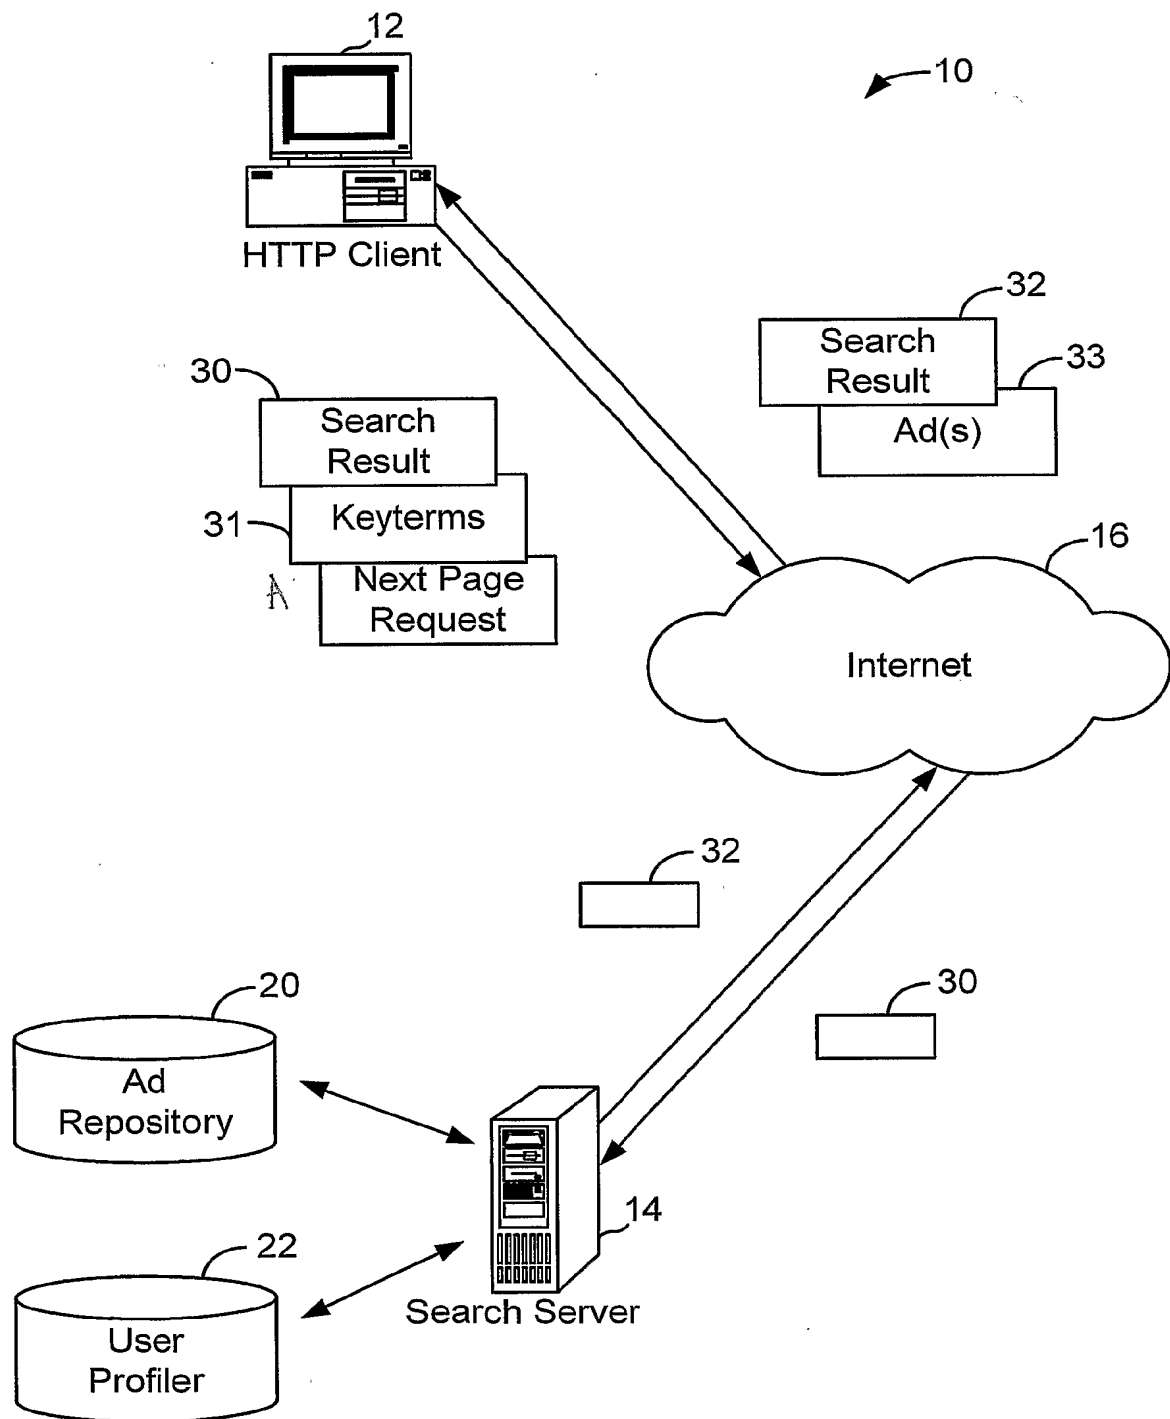 12
10
HTTP Client
32
Search
Result
33
Ad(s)
30
Search
Result
31
Keyterms
A
Next Page
Request
16
Internet
32
30
20
Ad
Repository
14
Search Server
22
User
Profiler